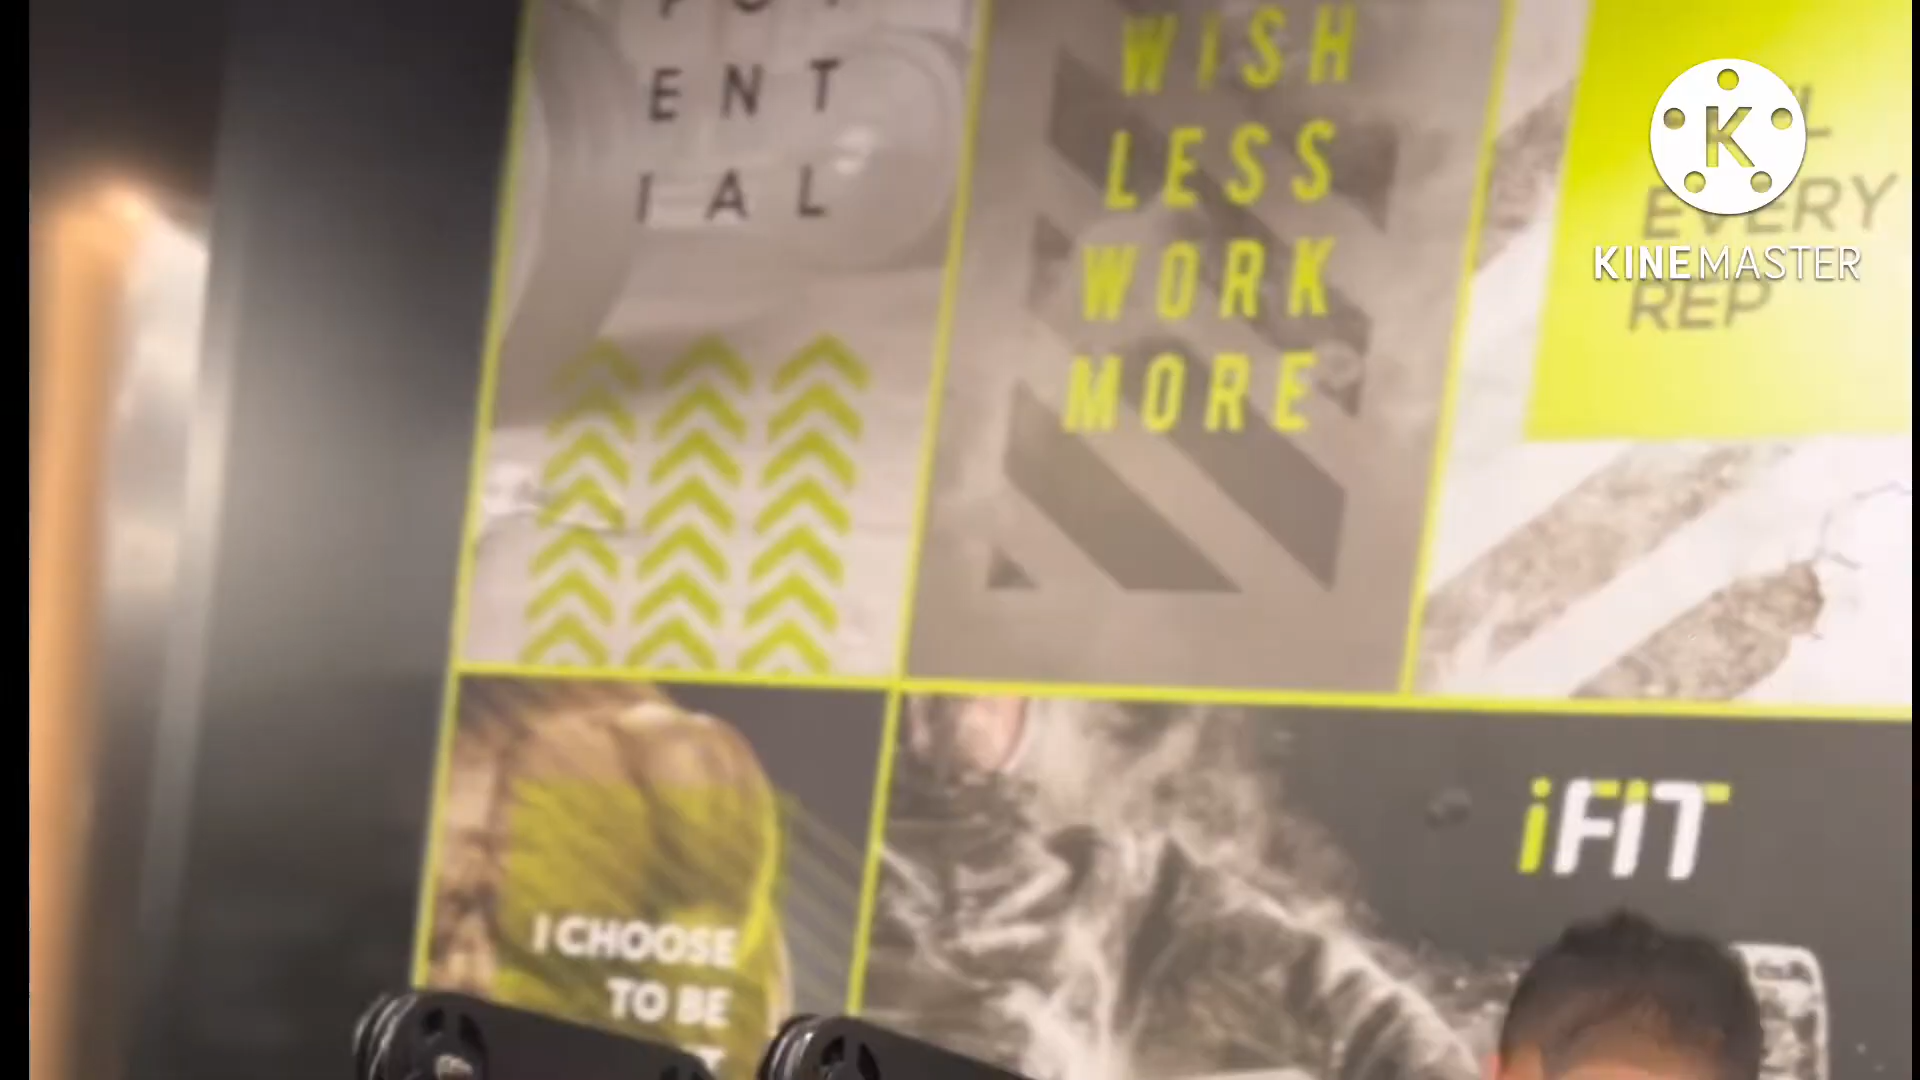 ENT
IAL
WISH
LESS
WORK
MORE
EVERY
REP
K
KINEMASTER
iFIT
I CHOOSE
TO BE